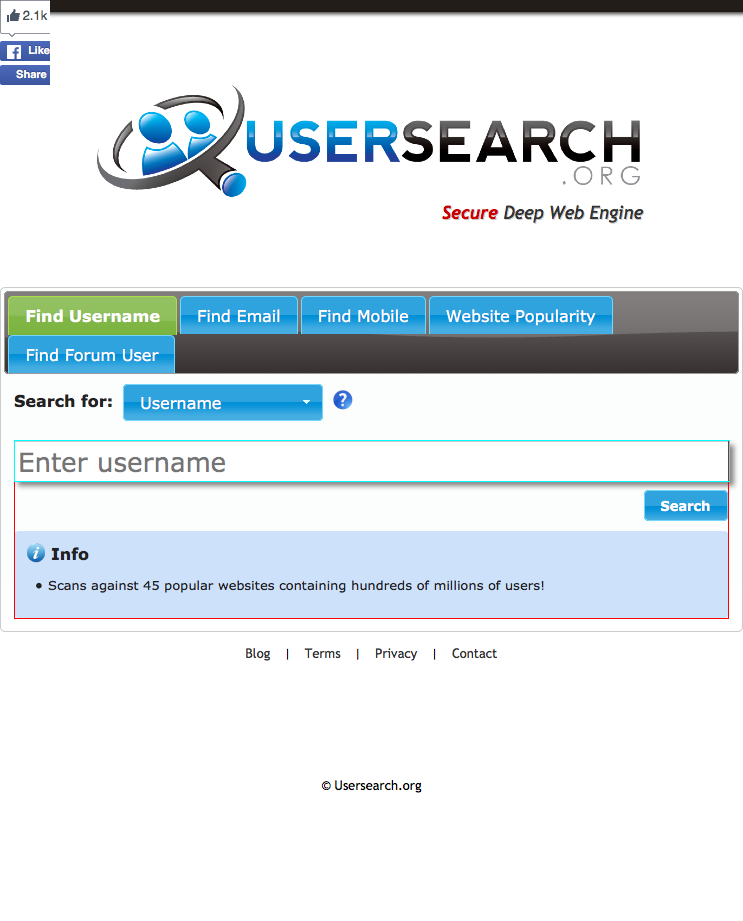 2.1k
Like
Share
USERSEARCH
.ORG
Secure Deep Web Engine
Find Username
Find Email
Find Mobile
Website Popularity
Find Forum User
Search for:
Username
?
Enter username
Search
i
Info
• Scans against 45 popular websites containing hundreds of millions of users!
Blog | Terms | Privacy | Contact
© Usersearch.org